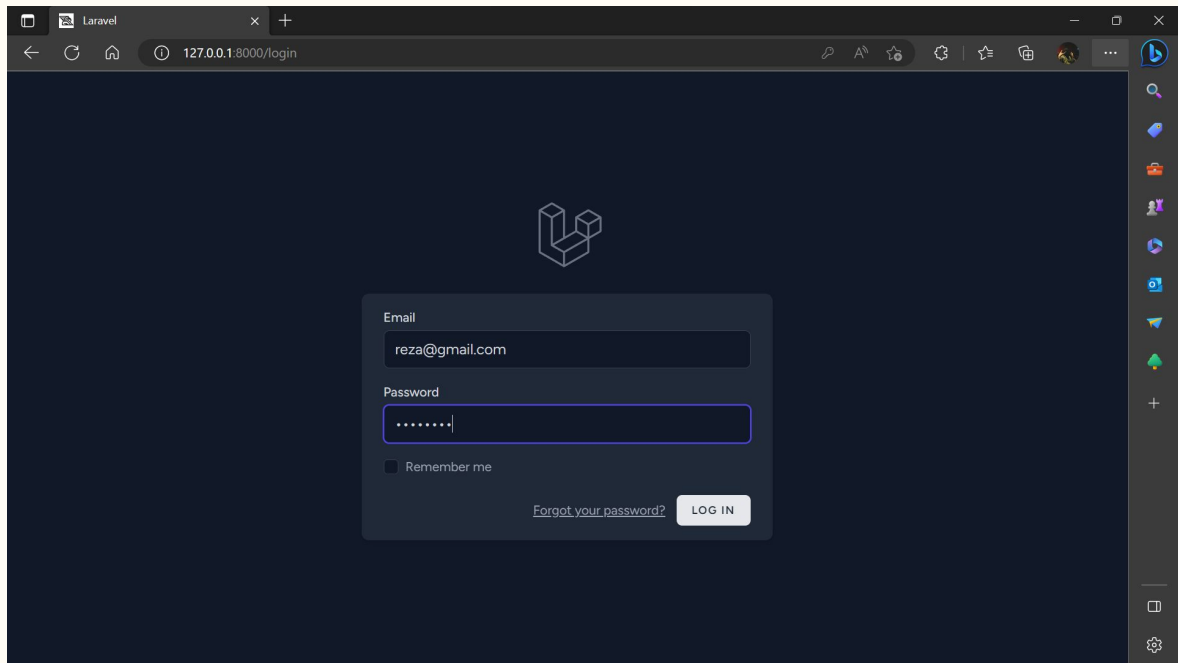 Laravel
127.0.0.1:8000/login
Email
reza@gmail.com
Password
••••••••
Remember me
Forgot your password? LOG IN